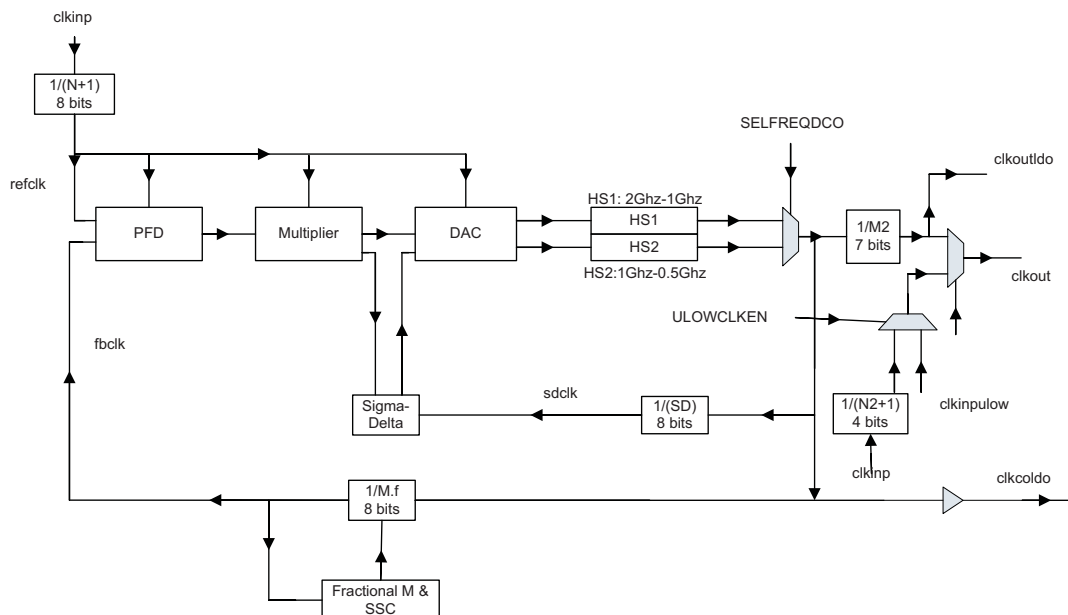 clkinp
1/(N+1)
8 bits
SELFREQDCO
clkoutldo
refclk
HS1: 2Ghz-1Ghz
PFD
Multiplier
DAC
HS1
HS2
1/M2
7 bits
HS2:1Ghz-0.5Ghz
clkout
ULOWCLKEN
fbclk
Sigma-
Delta
sdclk
1/(SD)
8 bits
1/(N2+1)
4 bits
clkinpulow
clkinp
1/M.f
8 bits
clkcoldo
Fractional M &
SSC